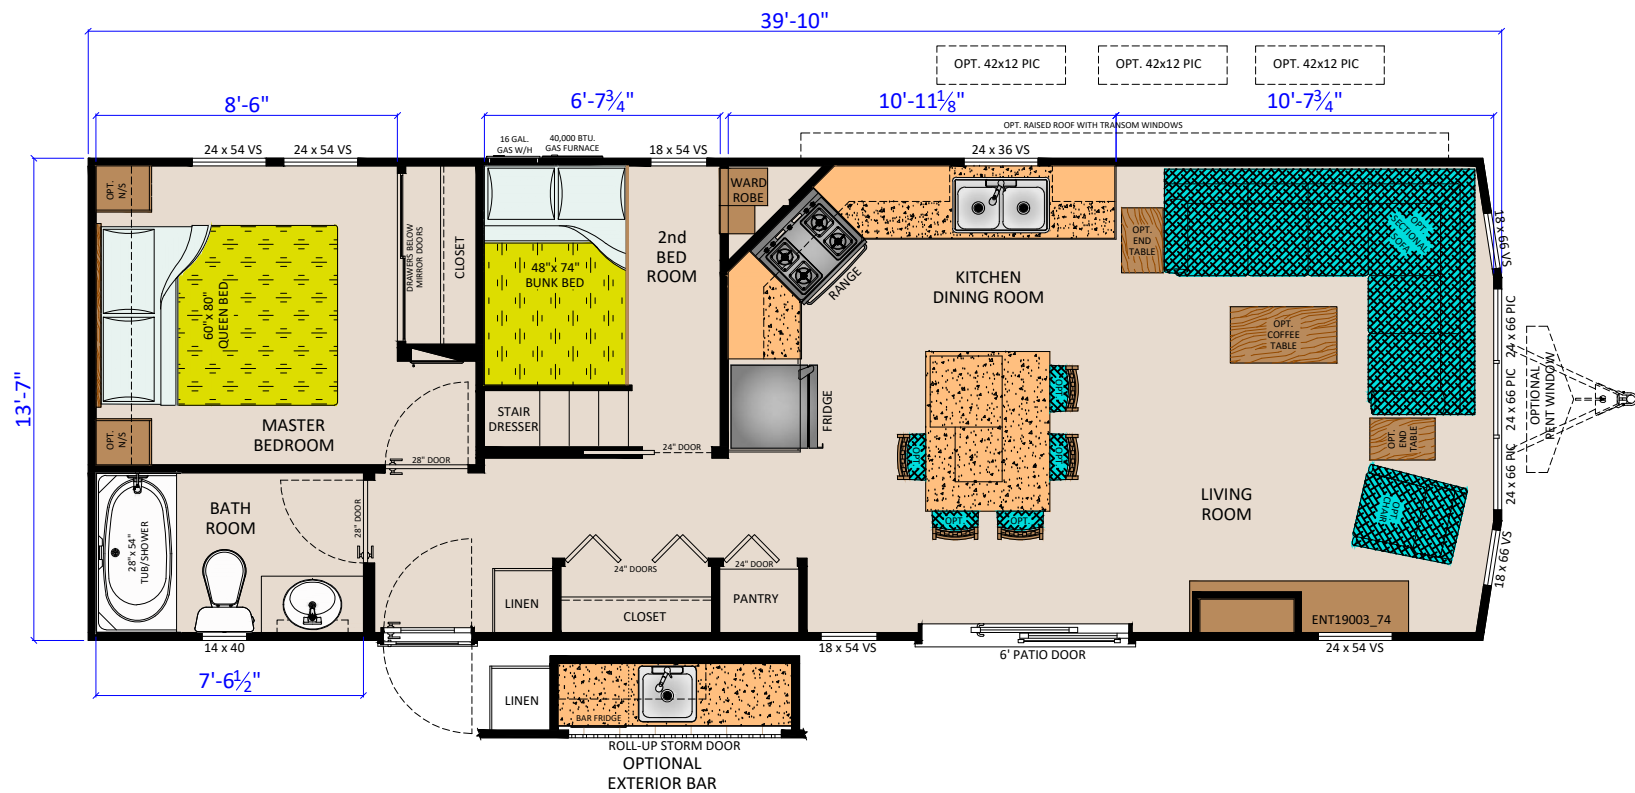 39'-10"
OPT. 42x12 PIC
OPT. 42x12 PIC
OPT. 42x12 PIC
8'-6"
6'-7¾"
10'-11⅛"
10'-7¾"
OPT. RAISED ROOF WITH TRANSOM WINDOWS
24 x 54 VS
24 x 54 VS
16 GAL.
GAS W/H
40,000 BTU.
GAS FURNACE
18 x 54 VS
24 x 36 VS
13'-7"
OPT.
N/S
60"x 80"
QUEEN BED
OPT.
N/S
MASTER
BEDROOM
DRAWERS BELOW
MIRROR DOORS
CLOSET
28" DOOR
48"x 74"
BUNK BED
2nd
BED
ROOM
STAIR
DRESSER
24" DOOR
WARD
ROBE
RANGE
FRIDGE
KITCHEN
DINING ROOM
OPT.
OPT.
OPT.
OPT.
OPT.
OPT.
END
TABLE
OPT.
SECTIONAL
SOFA
OPT.
COFFEE
TABLE
OPT.
END
TABLE
OPT.
CHAIR
LIVING
ROOM
18 x 66 VS
24 x 66 PIC
24 x 66 PIC
24 x 66 PIC
18 x 66 VS
OPTIONAL
RENT WINDOW
BATH
ROOM
28"x 54"
TUB/SHOWER
28" DOOR
14 x 40
7'-6½"
LINEN
24" DOORS
CLOSET
24" DOOR
PANTRY
18 x 54 VS
6' PATIO DOOR
ENT19003_74
24 x 54 VS
LINEN
BAR FRIDGE
ROLL-UP STORM DOOR
OPTIONAL
EXTERIOR BAR